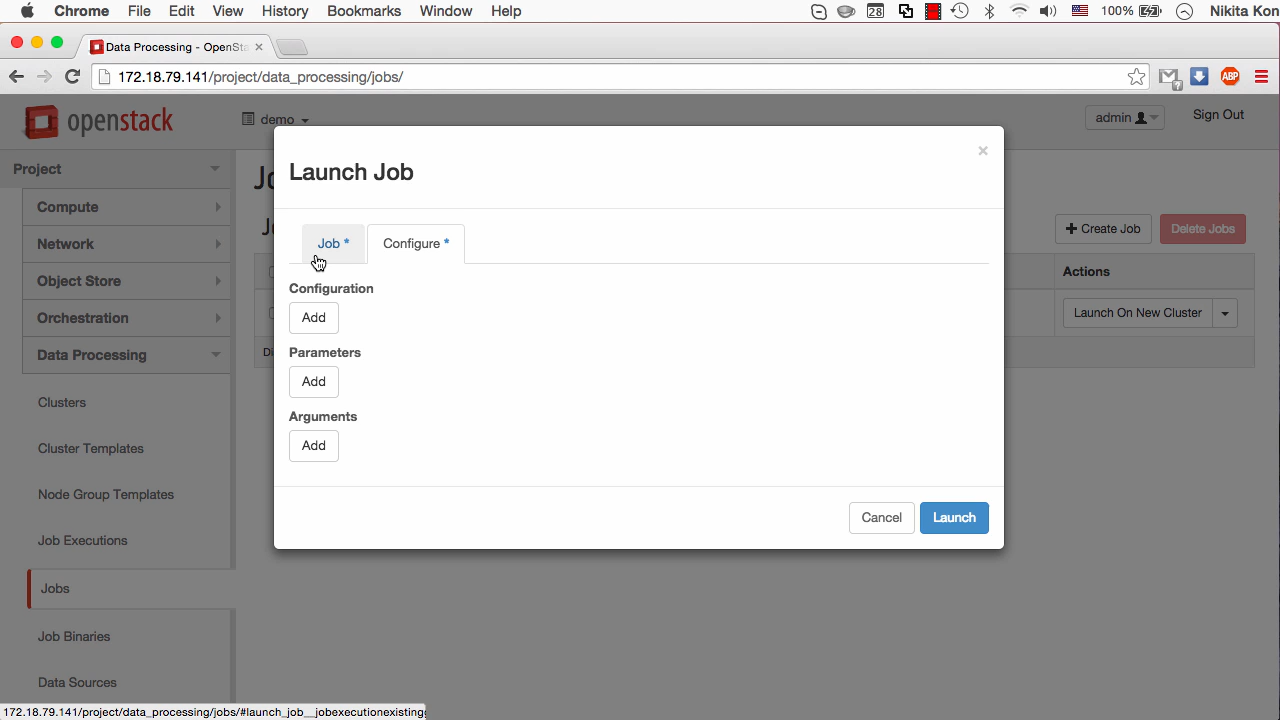 Chrome File Edit View History Bookmarks Window Help 28 100% Nikita Kon
Data Processing - OpenSta
172.18.79.141/project/data_processing/jobs/
ABP
openstack demo admin Sign Out
Launch Job
Project
Compute
Network
Object Store
Orchestration
Data Processing
Clusters
Cluster Templates
Node Group Templates
Job Executions
Jobs
Job Binaries
Data Sources
Jo
Jo
Di
+ Create Job Delete Jobs
Actions
Launch On New Cluster
Job * Configure *
Configuration
Add
Parameters
Add
Arguments
Add
Cancel Launch
172.18.79.141/project/data_processing/jobs/#launch_job__jobexecutionexisting